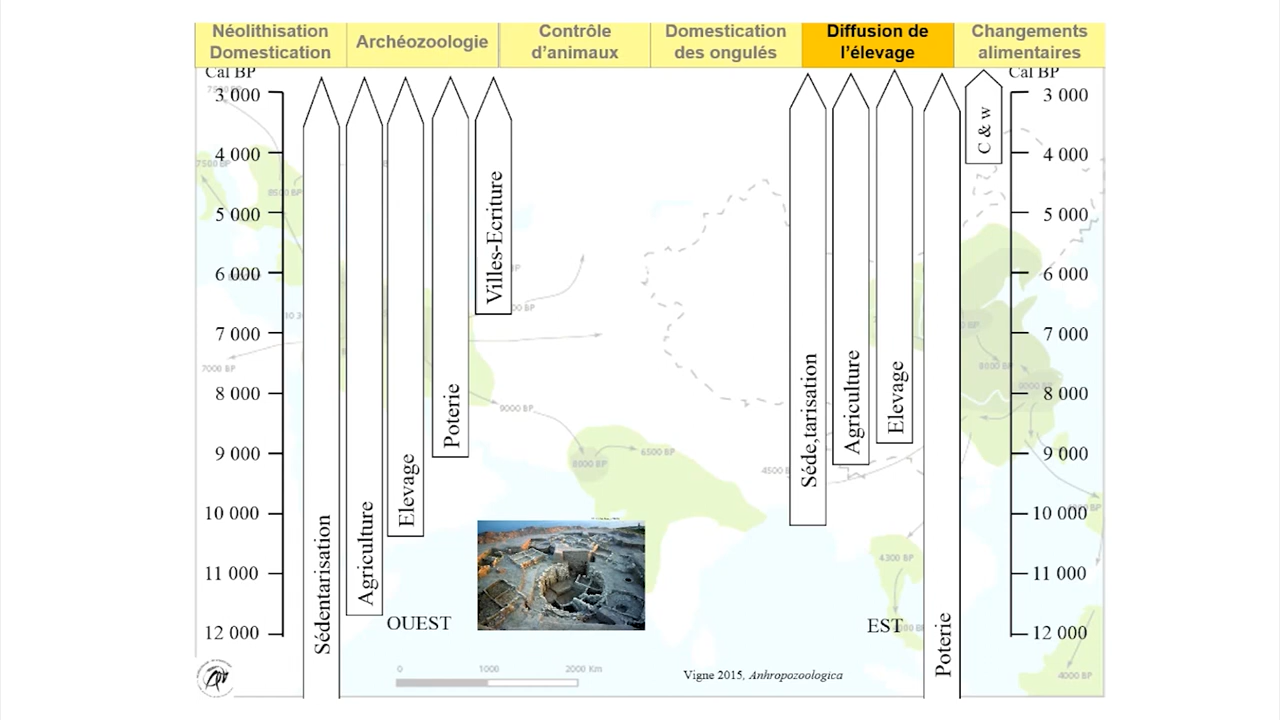 Néolithisation
Domestication
Archéozoologie
Contrôle
d'animaux
Domestication
des ongulés
Diffusion de
l'élevage
Changements
alimentaires
Cal BP
3 000
4 000
5 000
6 000
7 000
8 000
9 000
10 000
11 000
12 000
Sédentarisation
Agriculture
Elevage
Poterie
Villes-Ecriture
OUEST
Séde,tarisation
Agriculture
Elevage
Poterie
C & w
EST
Cal BP
3 000
4 000
5 000
6 000
7 000
8 000
9 000
10 000
11 000
12 000
7500 BP
8500 BP
7000 BP
9000 BP
8000 BP
6500 BP
4500
4300 BP
8000 BP
9000 BP
4000 BP
0
1000
2000 Km
Vigne 2015, Anhropozoologica